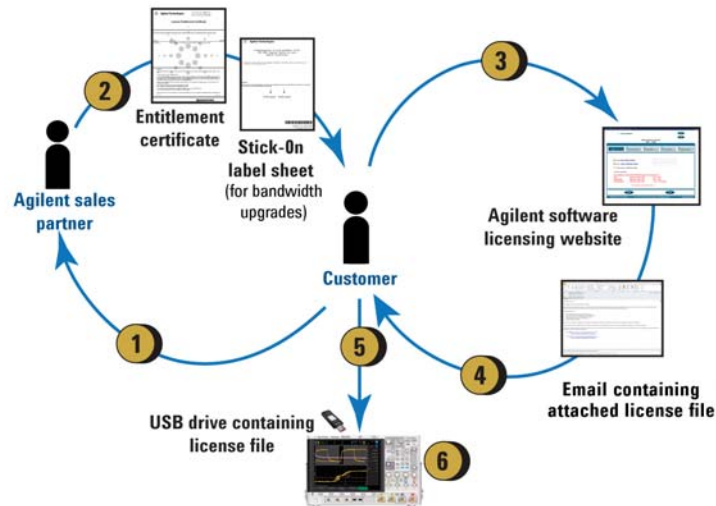 2
Entitlement
certificate
Stick-On
label sheet
(for bandwidth
upgrades)
3
Agilent sales
partner
Agilent software
licensing website
Customer
1
5
4
Email containing
attached license file
USB drive containing
license file
6